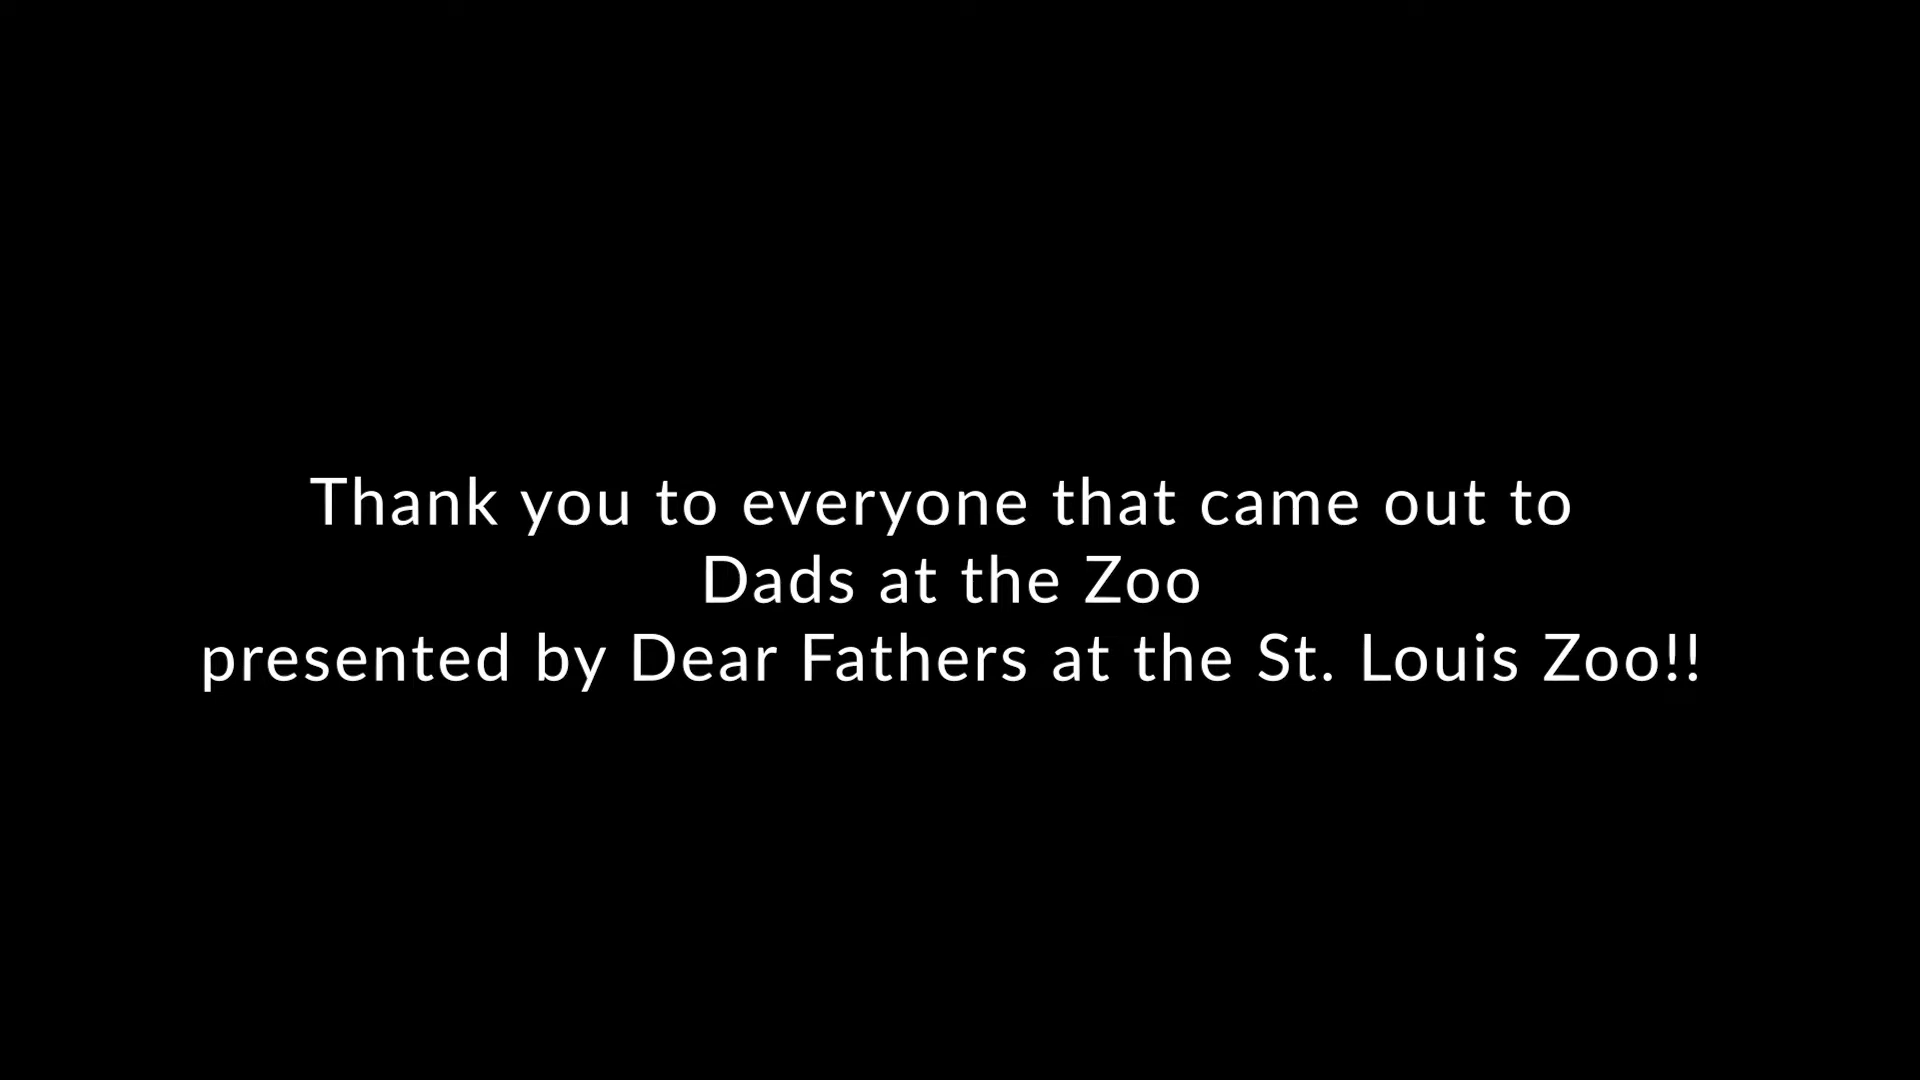 Thank you to everyone that came out to
Dads at the Zoo
presented by Dear Fathers at the St. Louis Zoo!!